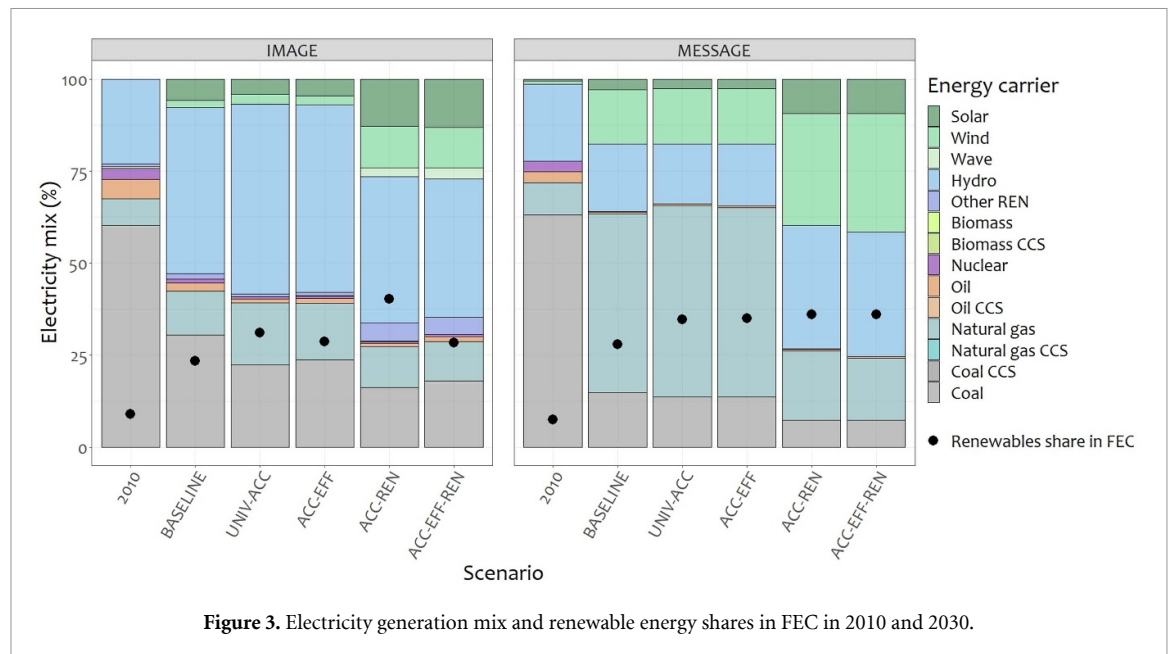 IMAGE
MESSAGE
Electricity mix (%)
100
75
50
25
0
2010
BASELINE
UNIV-ACC
ACC-EFF
ACC-REN
ACC-EFF-REN
2010
BASELINE
UNIV-ACC
ACC-EFF
ACC-REN
ACC-EFF-REN
Scenario
Energy carrier
Solar
Wind
Wave
Hydro
Other REN
Biomass
Biomass CCS
Nuclear
Oil
Oil CCS
Natural gas
Natural gas CCS
Coal CCS
Coal
Renewables share in FEC
Figure 3. Electricity generation mix and renewable energy shares in FEC in 2010 and 2030.